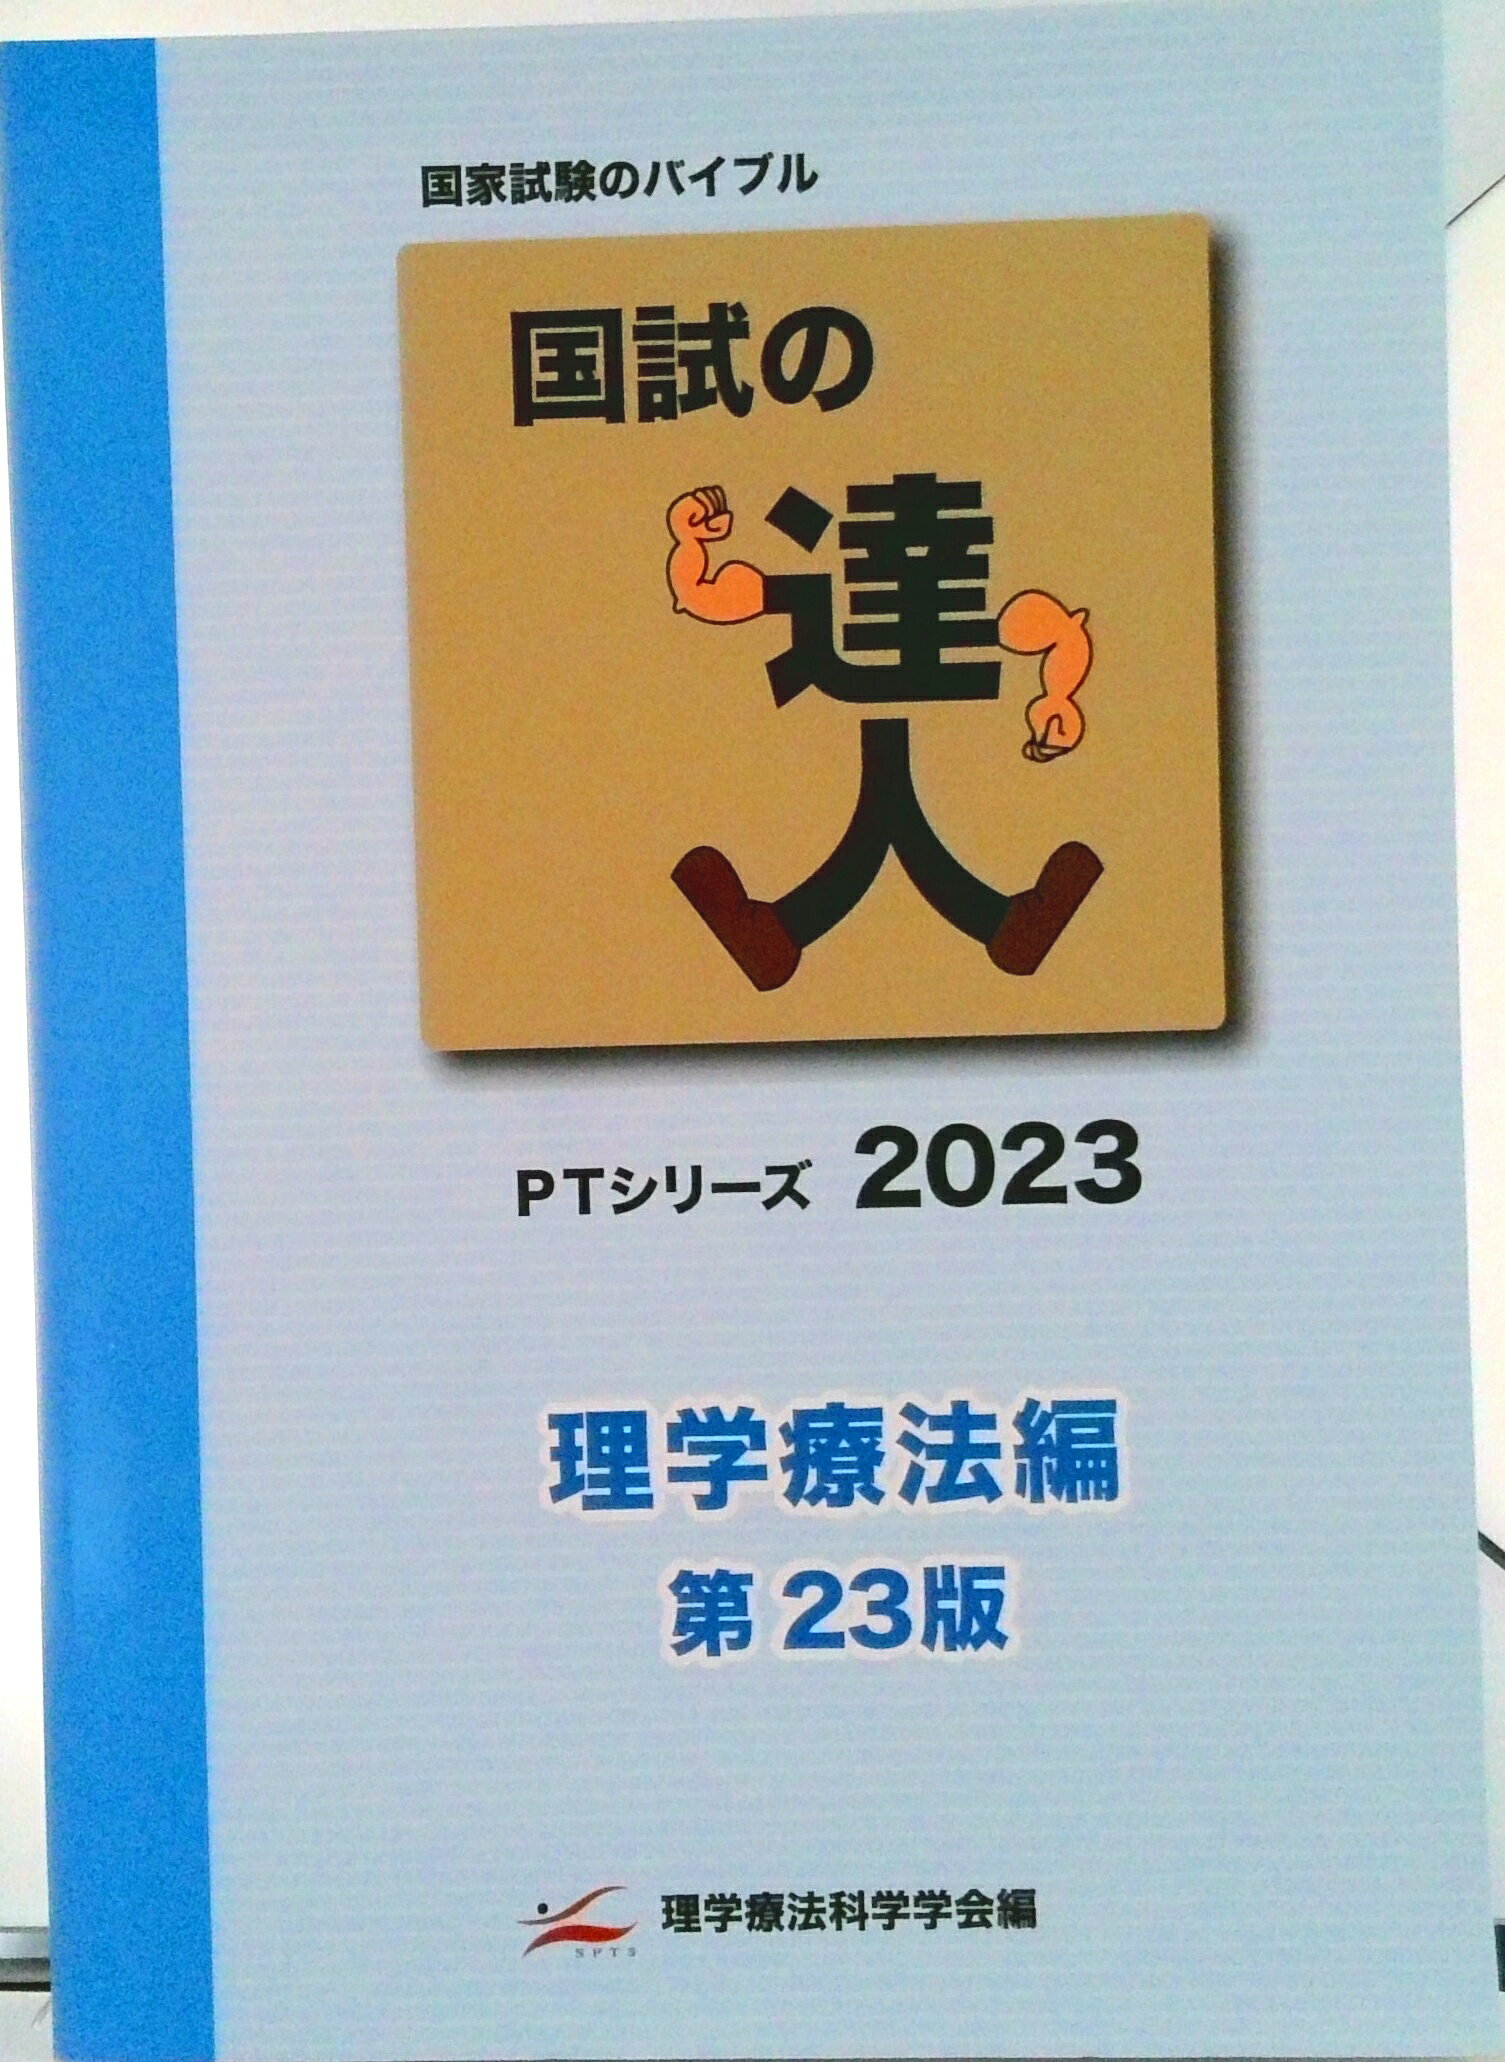 国家試験のバイブル
国試の
達
人
PTシリーズ 2023
理学療法編
第23版
理学療法科学学会編
SPTS